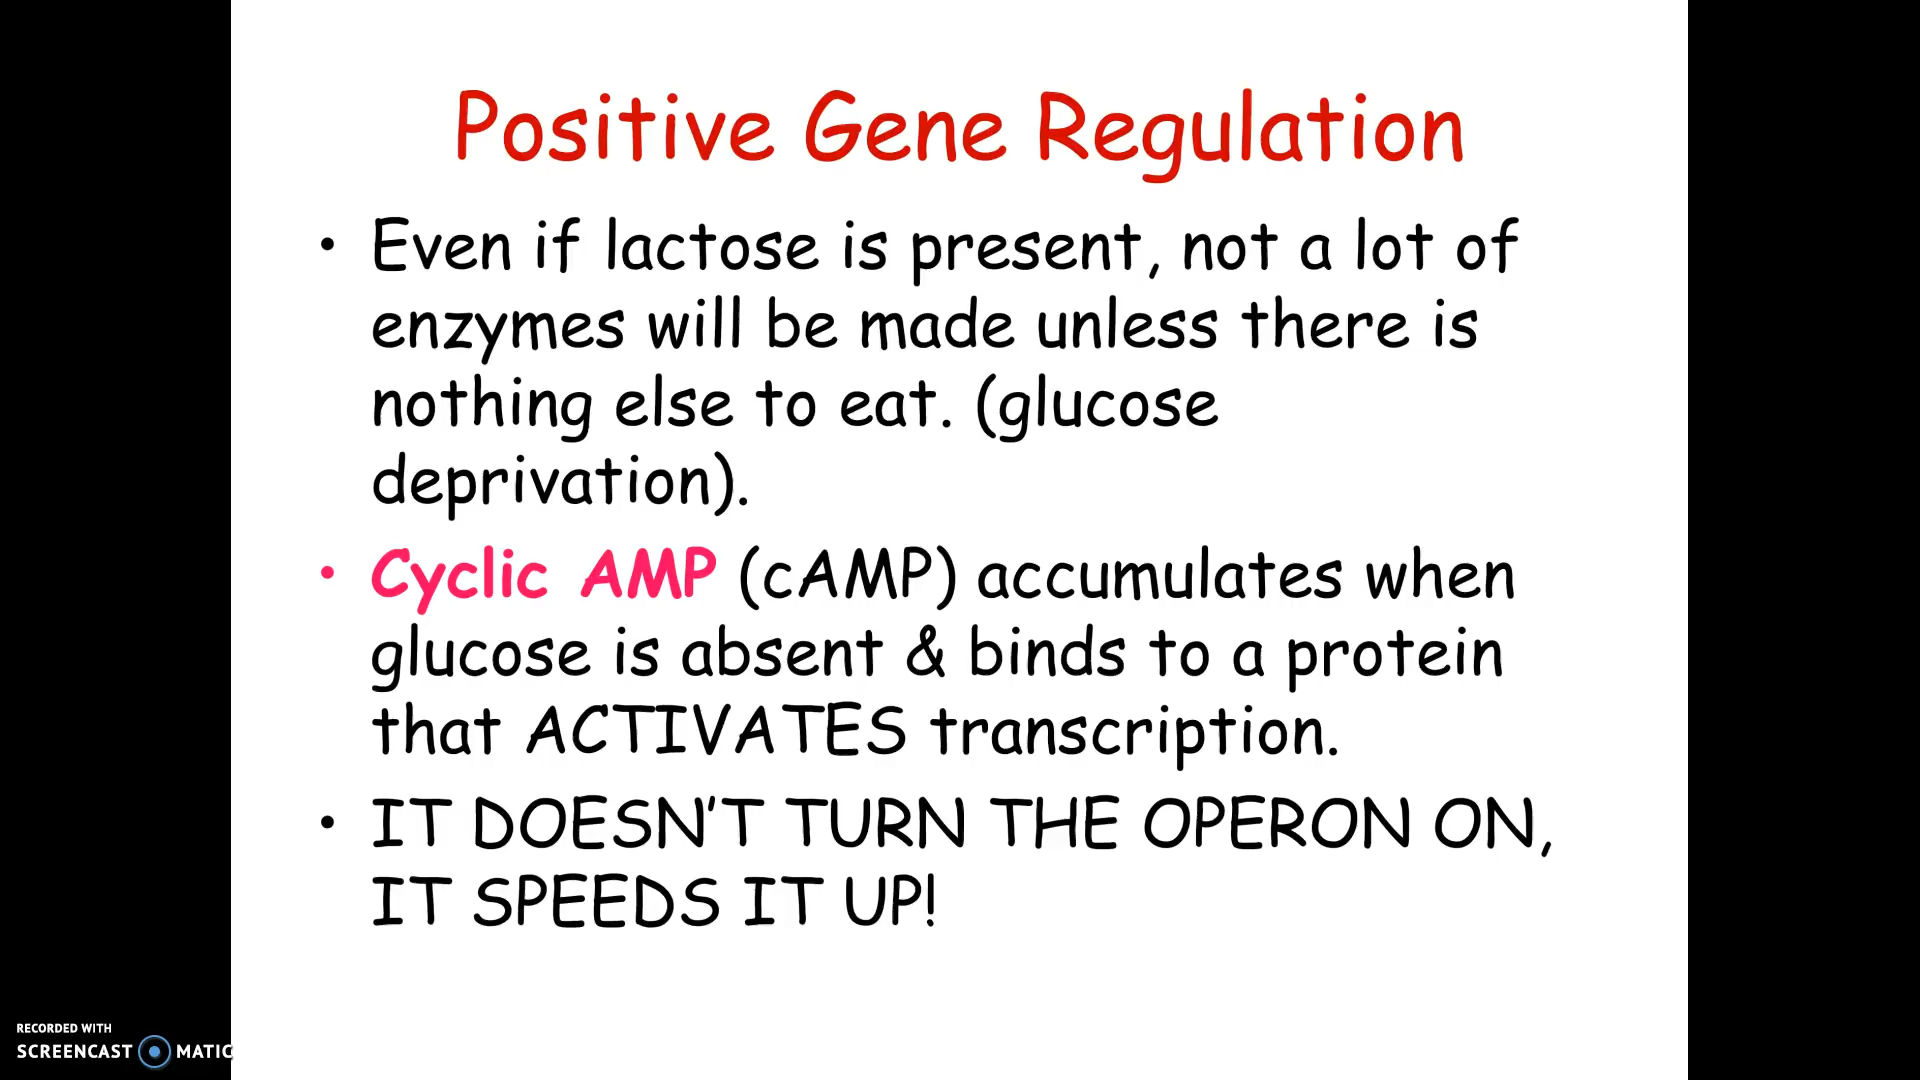 Positive Gene Regulation
• Even if lactose is present, not a lot of
enzymes will be made unless there is
nothing else to eat. (glucose
deprivation).
• Cyclic AMP (cAMP) accumulates when
glucose is absent & binds to a protein
that ACTIVATES transcription.
• IT DOESN'T TURN THE OPERON ON,
IT SPEEDS IT UP!
RECORDED WITH
SCREENCAST MATIC